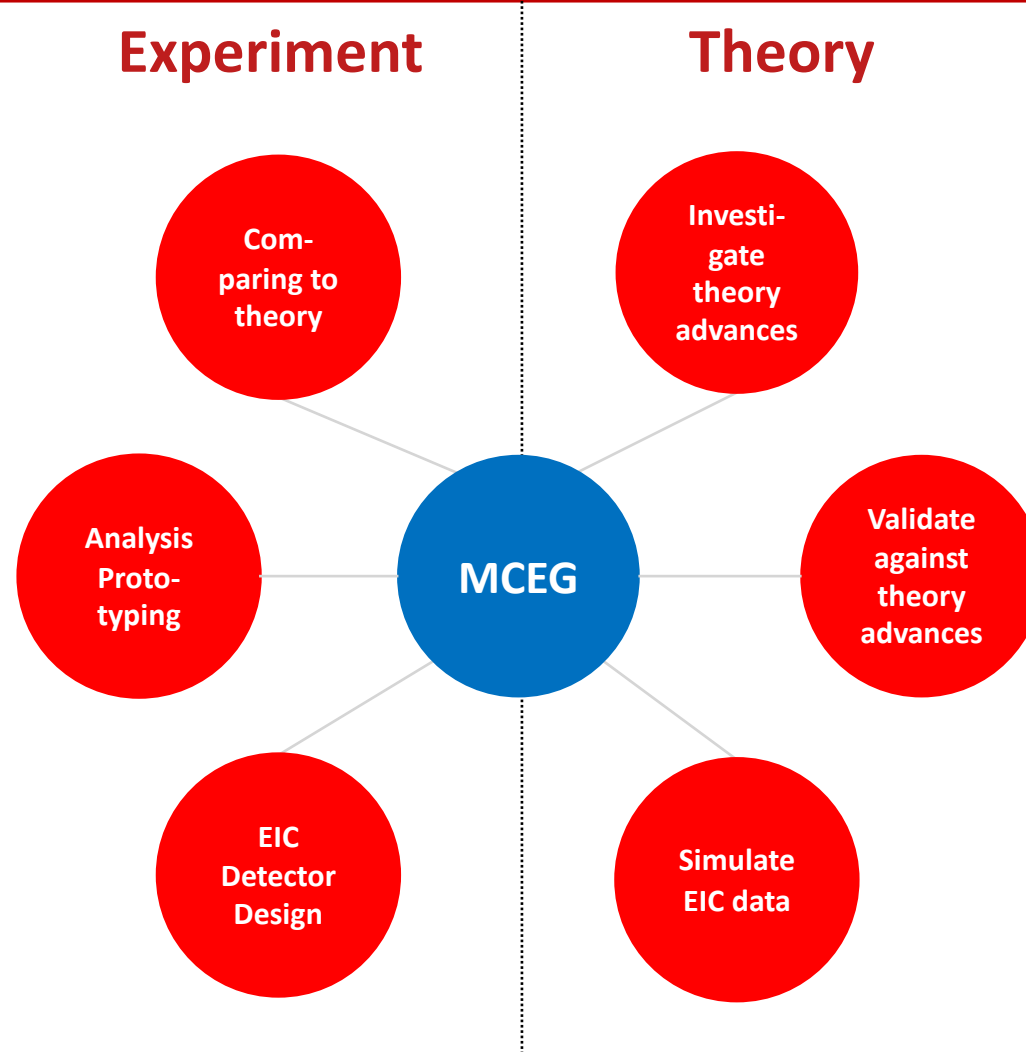 Experiment
Theory
Com-
paring to
theory
Investi-
gate
theory
advances
Analysis
Proto-
typing
MCEG
Validate
against
theory
advances
EIC
Detector
Design
Simulate
EIC data